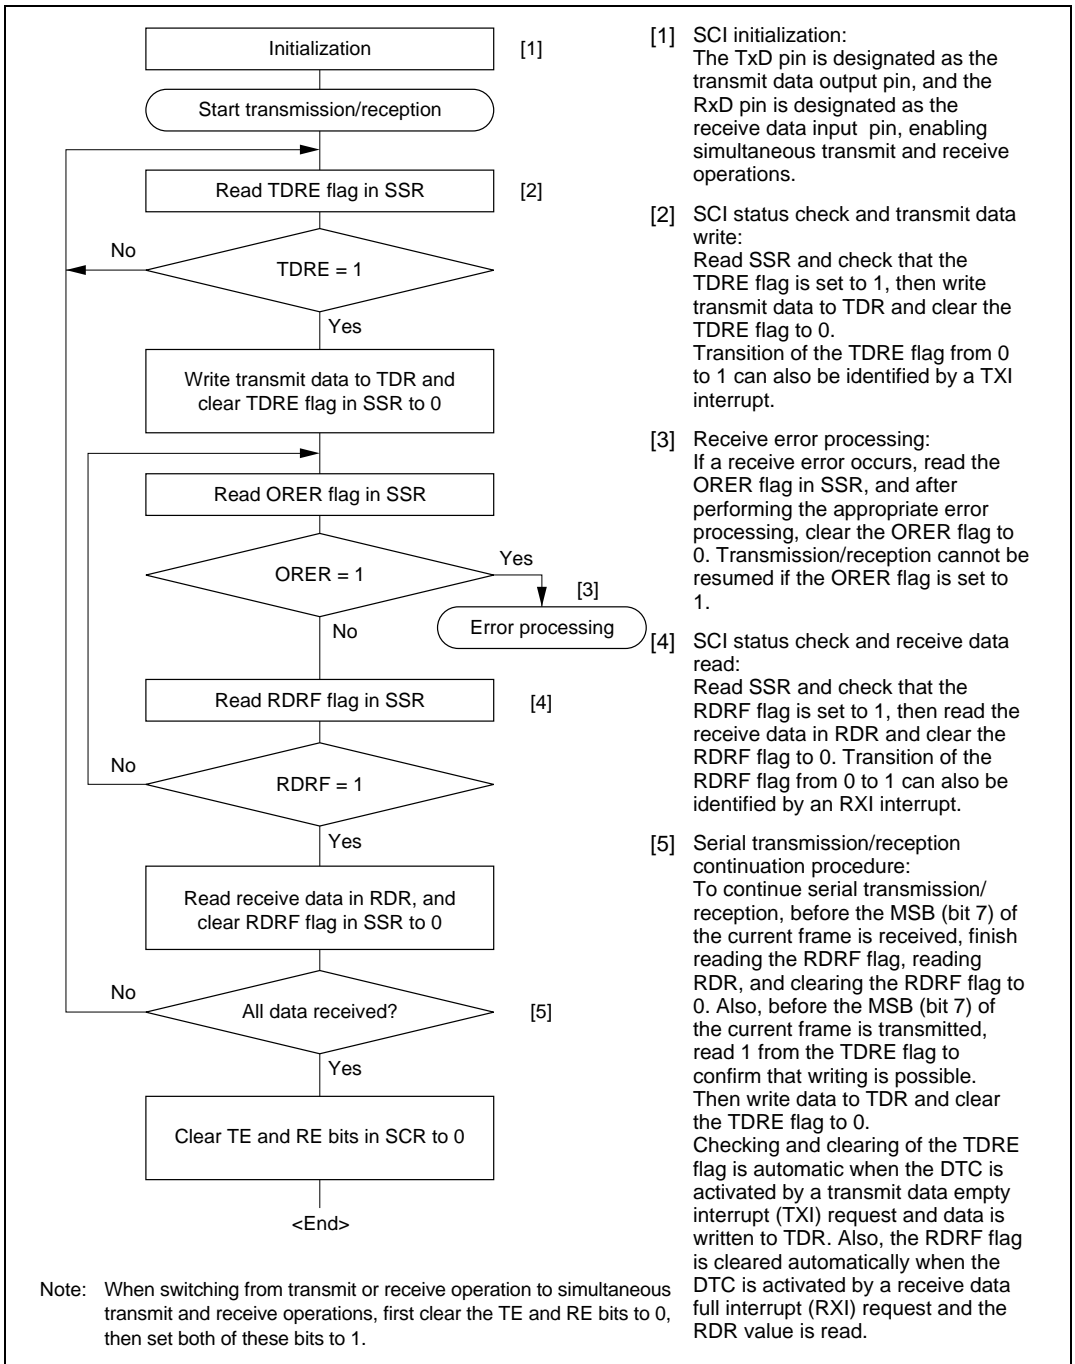 Initialization [1]
Start transmission/reception
Read TDRE flag in SSR [2]
No
TDRE = 1
Yes
Write transmit data to TDR and
clear TDRE flag in SSR to 0
Read ORER flag in SSR
ORER = 1
Yes
[3]
Error processing
No
Read RDRF flag in SSR [4]
No
RDRF = 1
Yes
Read receive data in RDR, and
clear RDRF flag in SSR to 0
No
All data received? [5]
Yes
Clear TE and RE bits in SCR to 0
<End>
[1] SCI initialization:
The TxD pin is designated as the
transmit data output pin, and the
RxD pin is designated as the
receive data input pin, enabling
simultaneous transmit and receive
operations.
[2] SCI status check and transmit data
write:
Read SSR and check that the
TDRE flag is set to 1, then write
transmit data to TDR and clear the
TDRE flag to 0.
Transition of the TDRE flag from 0
to 1 can also be identified by a TXI
interrupt.
[3] Receive error processing:
If a receive error occurs, read the
ORER flag in SSR, and after
performing the appropriate error
processing, clear the ORER flag to
0. Transmission/reception cannot be
resumed if the ORER flag is set to
1.
[4] SCI status check and receive data
read:
Read SSR and check that the
RDRF flag is set to 1, then read the
receive data in RDR and clear the
RDRF flag to 0. Transition of the
RDRF flag from 0 to 1 can also be
identified by an RXI interrupt.
[5] Serial transmission/reception
continuation procedure:
To continue serial transmission/
reception, before the MSB (bit 7) of
the current frame is received, finish
reading the RDRF flag, reading
RDR, and clearing the RDRF flag to
0. Also, before the MSB (bit 7) of
the current frame is transmitted,
read 1 from the TDRE flag to
confirm that writing is possible.
Then write data to TDR and clear
the TDRE flag to 0.
Checking and clearing of the TDRE
flag is automatic when the DTC is
activated by a transmit data empty
interrupt (TXI) request and data is
written to TDR. Also, the RDRF flag
is cleared automatically when the
DTC is activated by a receive data
full interrupt (RXI) request and the
RDR value is read.
Note: When switching from transmit or receive operation to simultaneous
transmit and receive operations, first clear the TE and RE bits to 0,
then set both of these bits to 1.